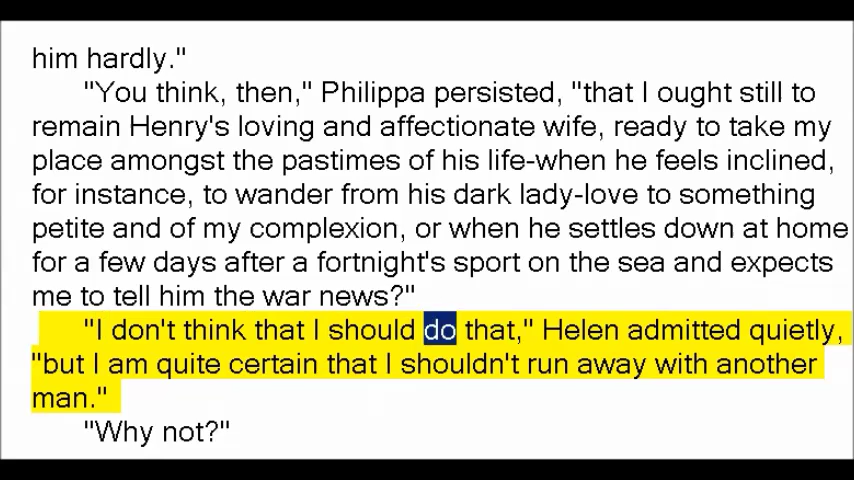 him hardly."
"You think, then," Philippa persisted, "that I ought still to
remain Henry's loving and affectionate wife, ready to take my
place amongst the pastimes of his life-when he feels inclined,
for instance, to wander from his dark lady-love to something
petite and of my complexion, or when he settles down at home
for a few days after a fortnight's sport on the sea and expects
me to tell him the war news?"
"I don't think that I should do that," Helen admitted quietly,
"but I am quite certain that I shouldn't run away with another
man."
"Why not?"